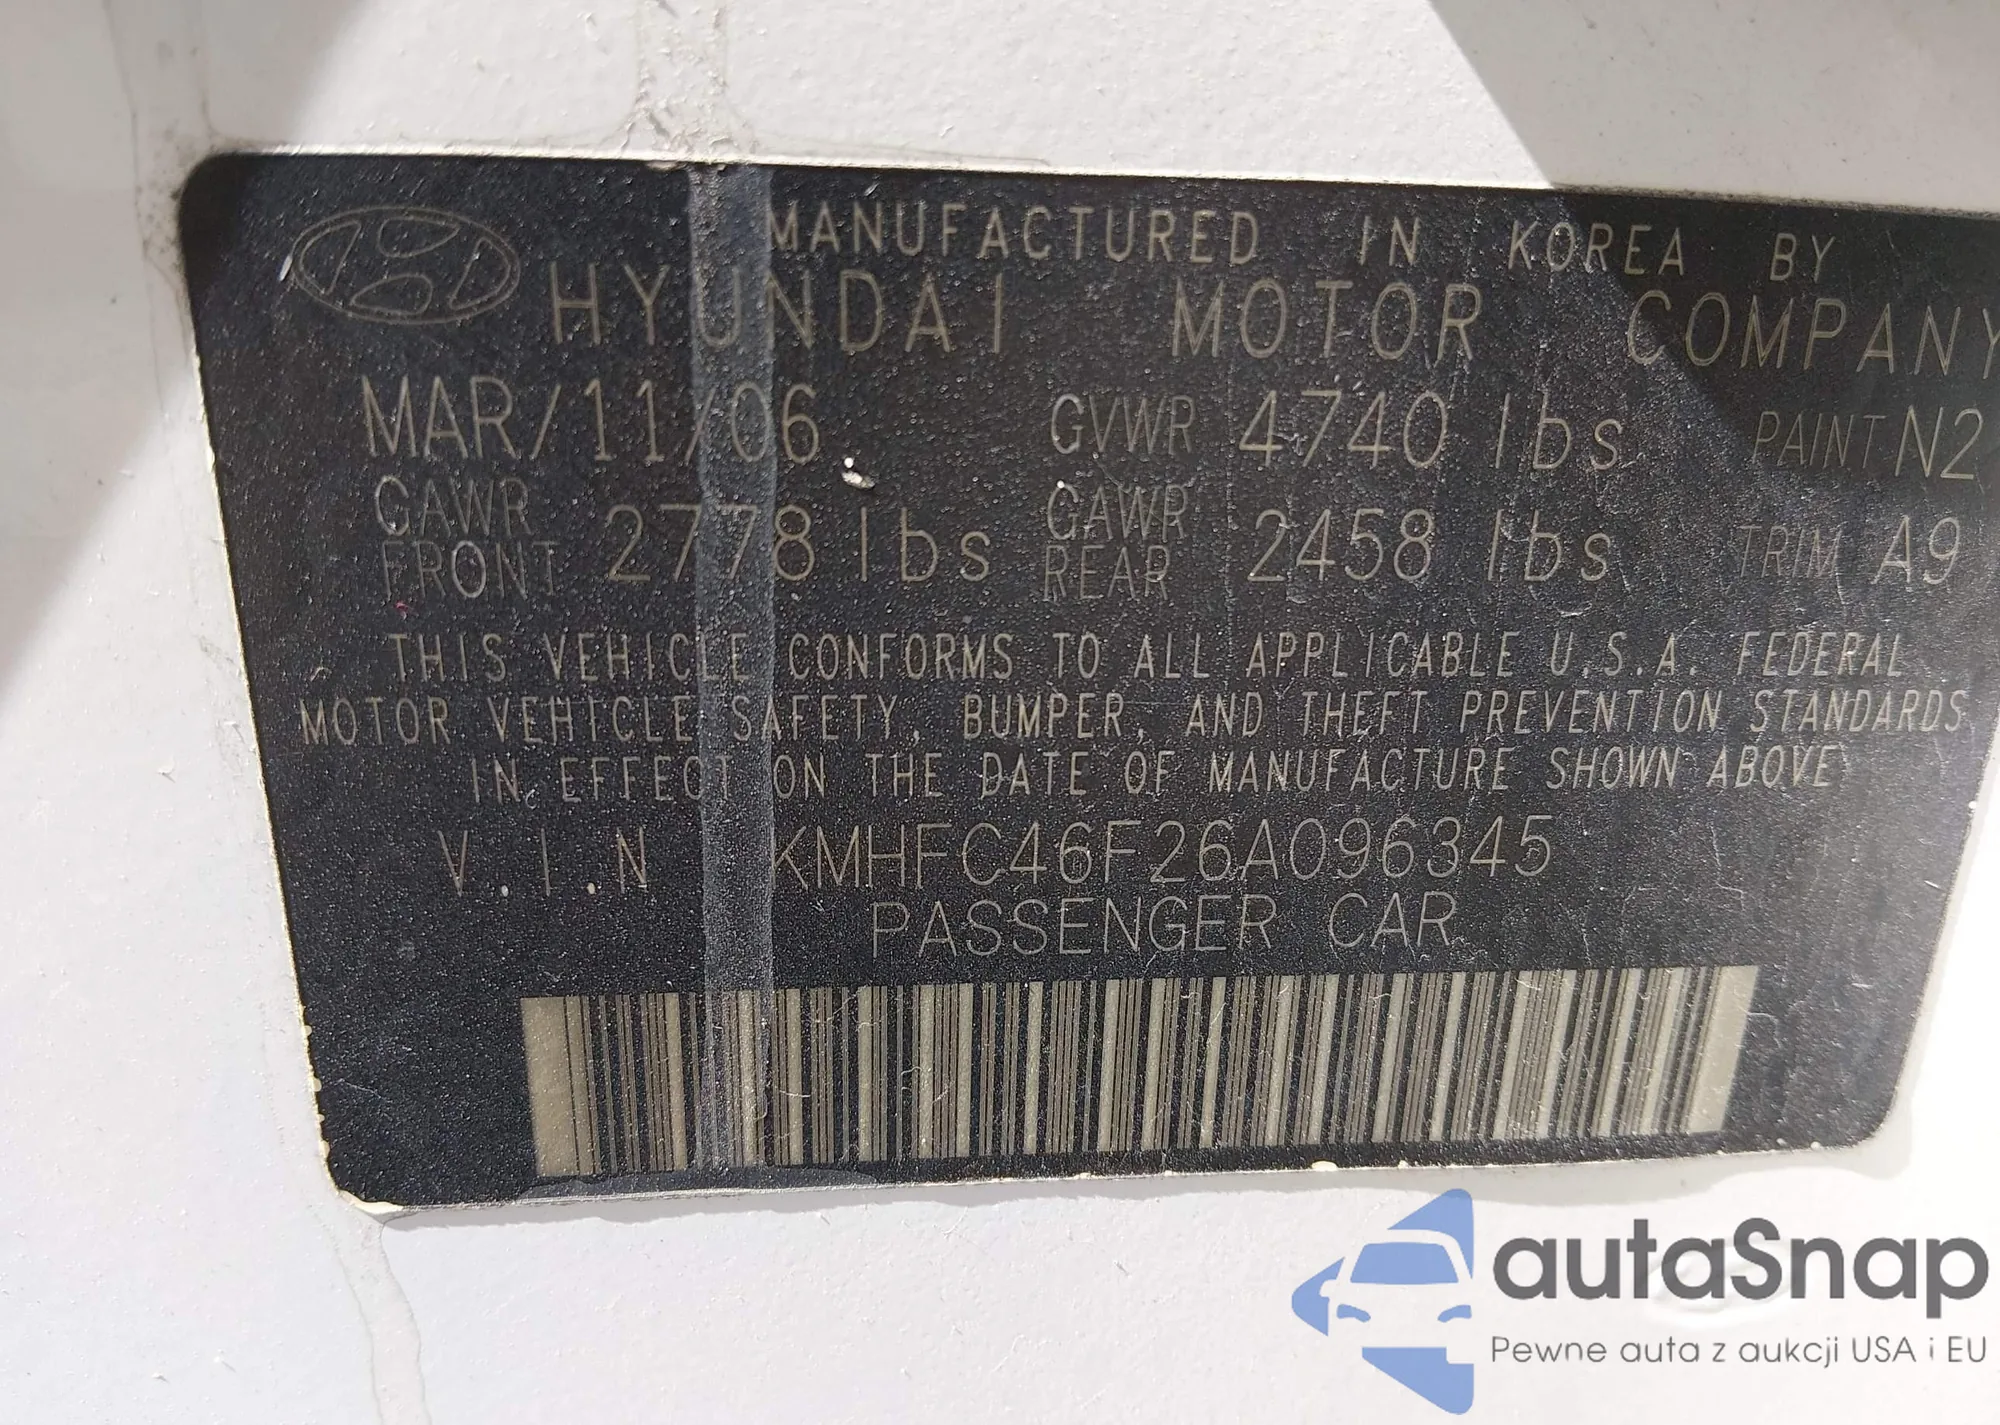 MANUFACTURED IN KOREA BY
HYUNDAI MOTOR COMPANY
MAR/11/06 GVWR 4740 lbs PAINT N2
GAWR FRONT 2778 lbs GAWR REAR 2458 lbs TRIM A9
THIS VEHICLE CONFORMS TO ALL APPLICABLE U.S.A. FEDERAL
MOTOR VEHICLE SAFETY, BUMPER, AND THEFT PREVENTION STANDARDS
IN EFFECT ON THE DATE OF MANUFACTURE SHOWN ABOVE
V.I.N KMHFC46F26A096345
PASSENGER CAR
autaSnap
Pewne auta z aukcji USA i EU